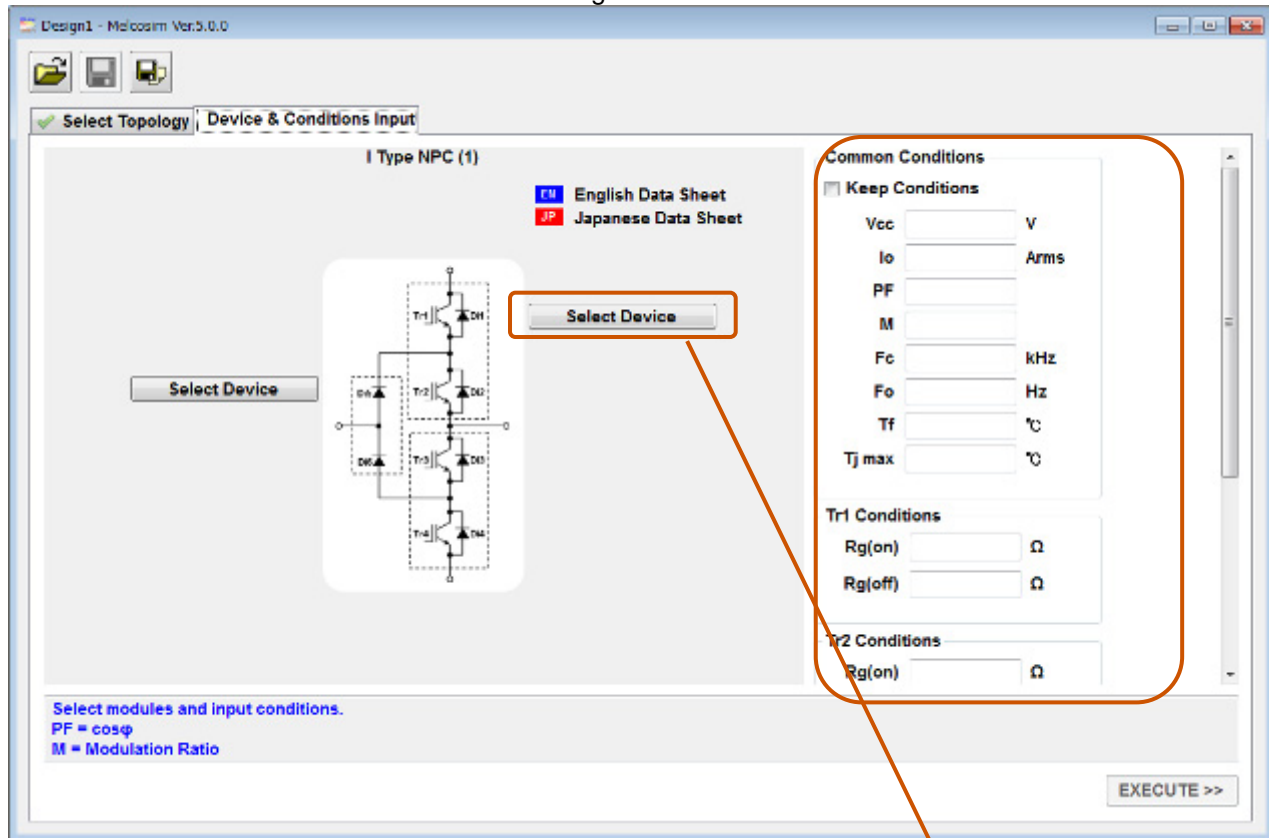 Design1 - Melcosim Ver.5.0.0
Select Topology
Device & Conditions Input
I Type NPC (1)
EN English Data Sheet
JP Japanese Data Sheet
Select Device
Select Device
Tr1 DI1
Tr2 DI2
DI5
Tr3 DI3
DI6
Tr4 DI4
Common Conditions
Keep Conditions
Vcc V
Io Arms
PF
M
Fc kHz
Fo Hz
Tf ℃
Tj max ℃
Tr1 Conditions
Rg(on) Ω
Rg(off) Ω
Tr2 Conditions
Rg(on) Ω
Select modules and input conditions.
PF = cosφ
M = Modulation Ratio
EXECUTE >>